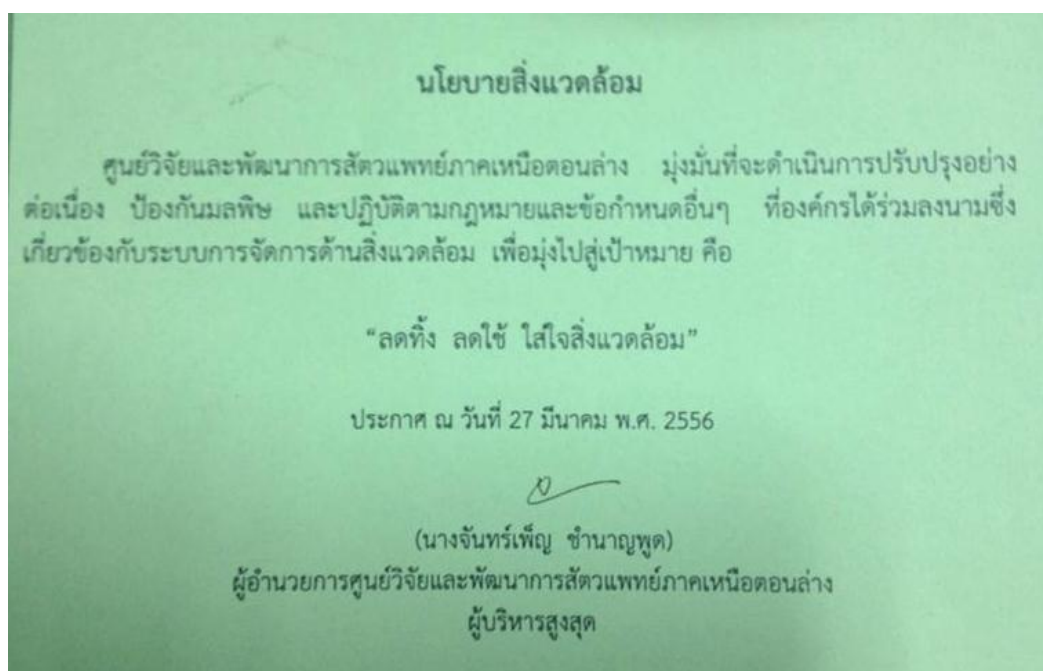 นโยบายสิ่งแวดล้อม
ศูนย์วิจัยและพัฒนาการสัตวแพทย์ภาคเหนือตอนล่าง มุ่งมั่นที่จะดำเนินการปรับปรุงอย่าง
ต่อเนื่อง ป้องกันมลพิษ และปฏิบัติตามกฎหมายและข้อกำหนดอื่นๆ ที่องค์กรได้ร่วมลงนามซึ่ง
เกี่ยวข้องกับระบบการจัดการด้านสิ่งแวดล้อม เพื่อมุ่งไปสู่เป้าหมาย คือ
“ลดทิ้ง ลดใช้ ใส่ใจสิ่งแวดล้อม”
ประกาศ ณ วันที่ 27 มีนาคม พ.ศ. 2556
(นางจันทร์เพ็ญ ชำนาญพูด)
ผู้อำนวยการศูนย์วิจัยและพัฒนาการสัตวแพทย์ภาคเหนือตอนล่าง
ผู้บริหารสูงสุด